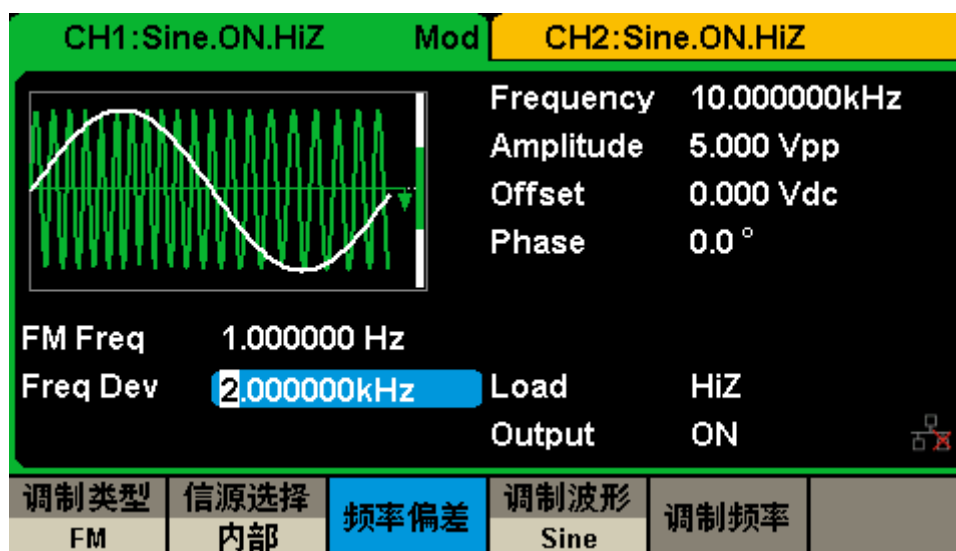 CH1:Sine.ON.HiZ Mod CH2:Sine.ON.HiZ
Frequency 10.000000kHz
Amplitude 5.000 Vpp
Offset 0.000 Vdc
Phase 0.0 °
FM Freq 1.000000 Hz
Freq Dev 2.000000kHz Load HiZ
Output ON
调制类型 信源选择 频率偏差 调制波形 调制频率
FM 内部 Sine